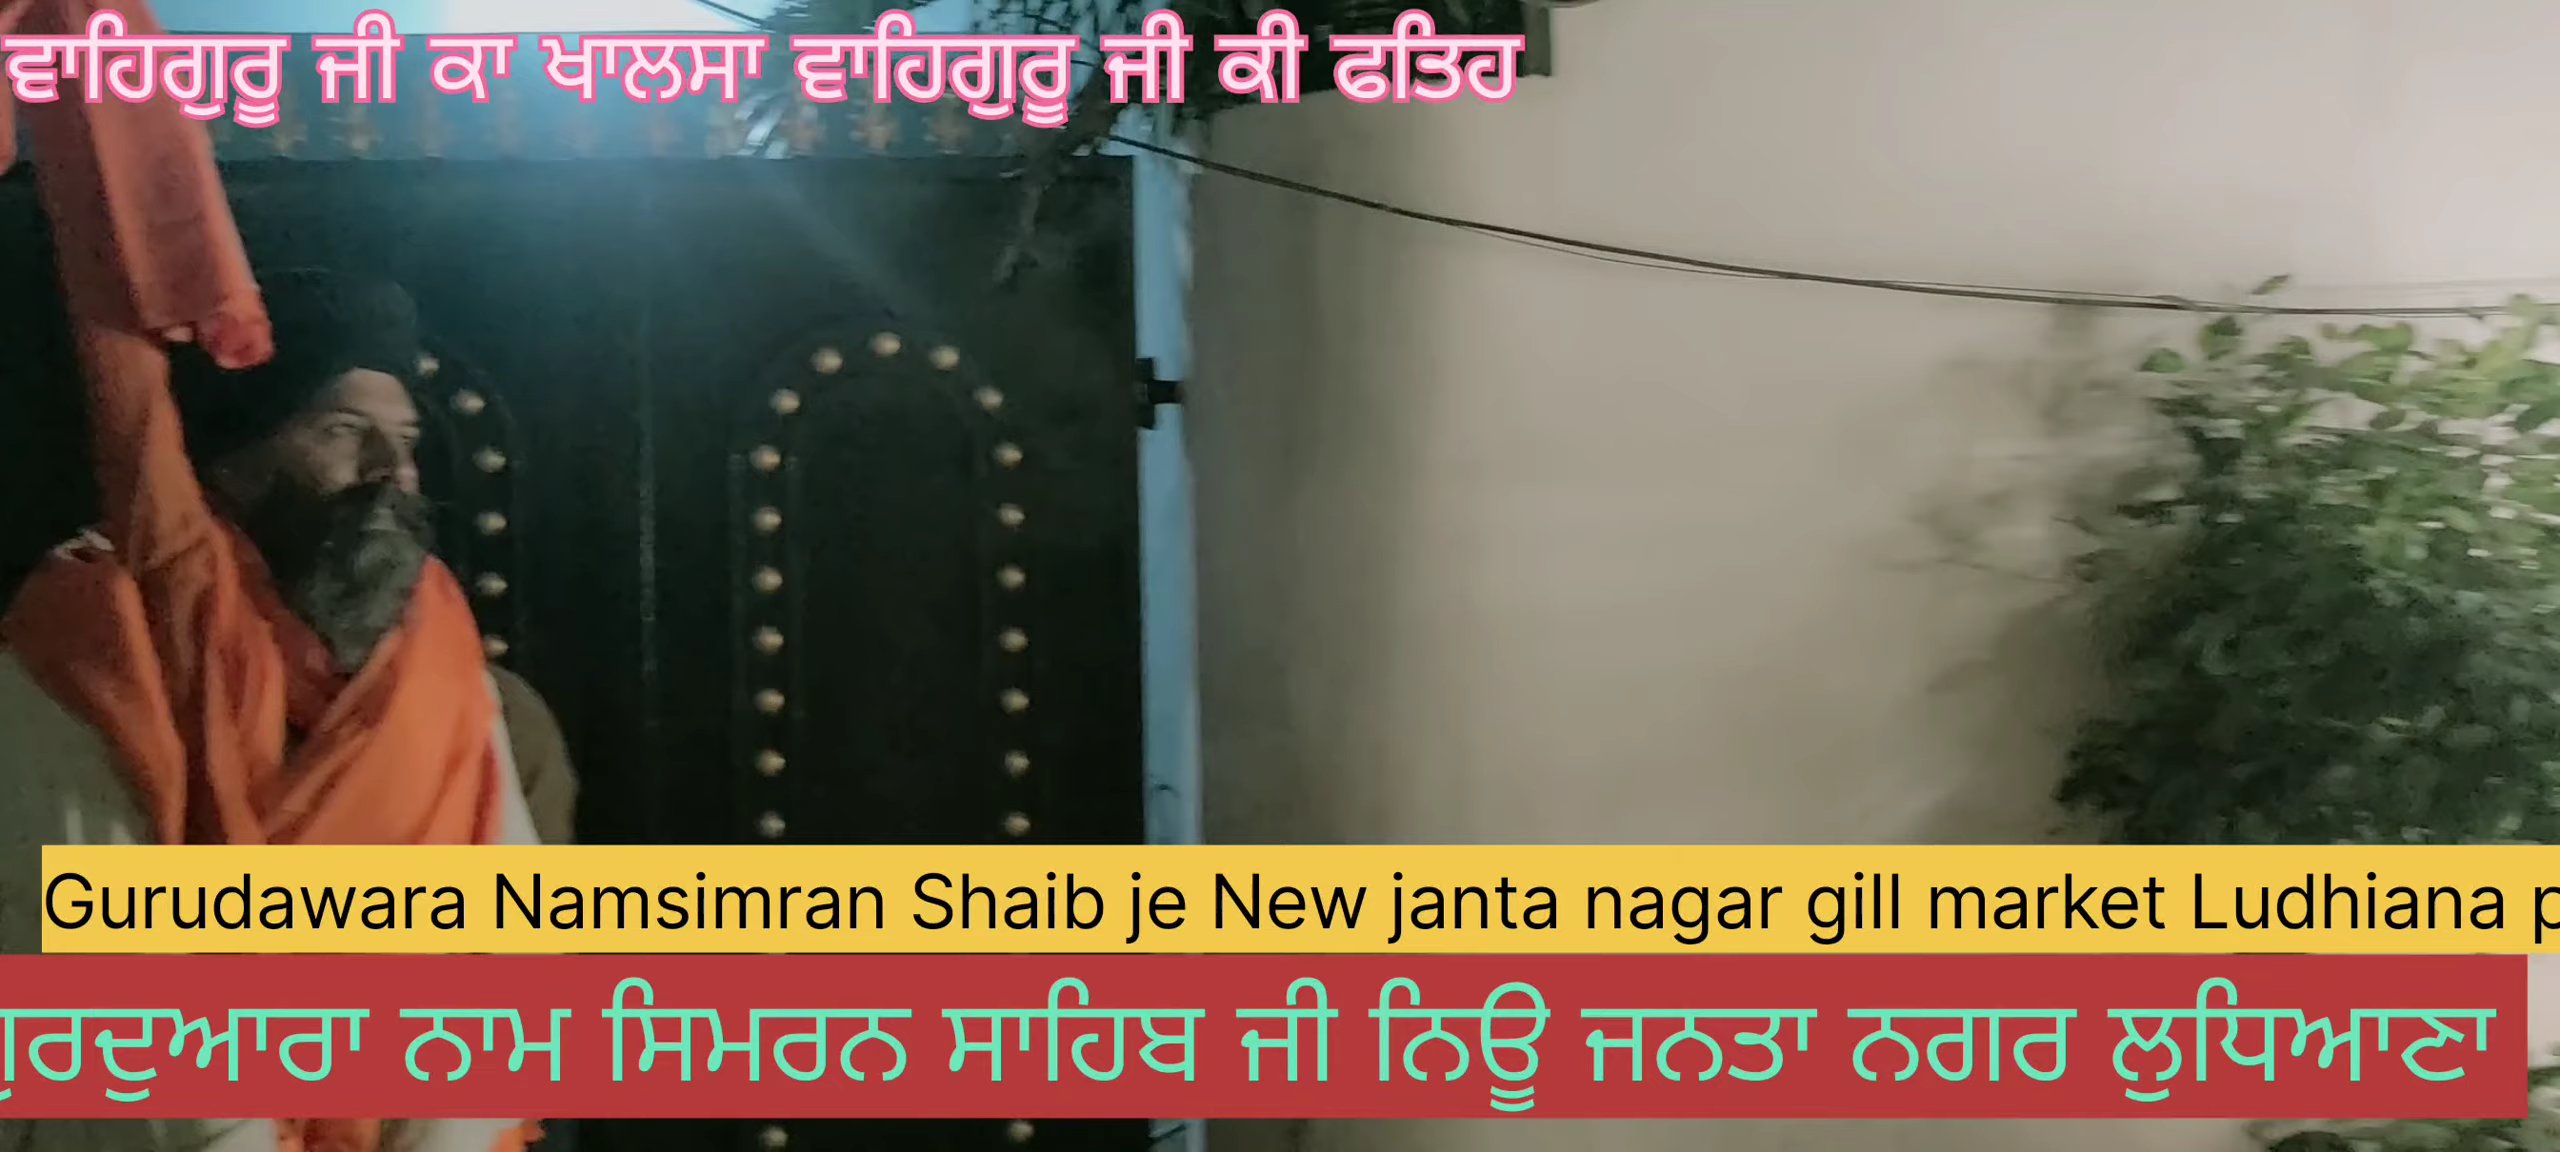 ਵਾਹਿਗੁਰੂ ਜੀ ਕਾ ਖਾਲਸਾ ਵਾਹਿਗੁਰੂ ਜੀ ਕੀ ਫਤਿਹ
Gurudawara Namsimran Shaib je New janta nagar gill market Ludhiana p
ਗੁਰਦੁਆਰਾ ਨਾਮ ਸਿਮਰਨ ਸਾਹਿਬ ਜੀ ਨਿਊ ਜਨਤਾ ਨਗਰ ਲੁਧਿਆਣਾ